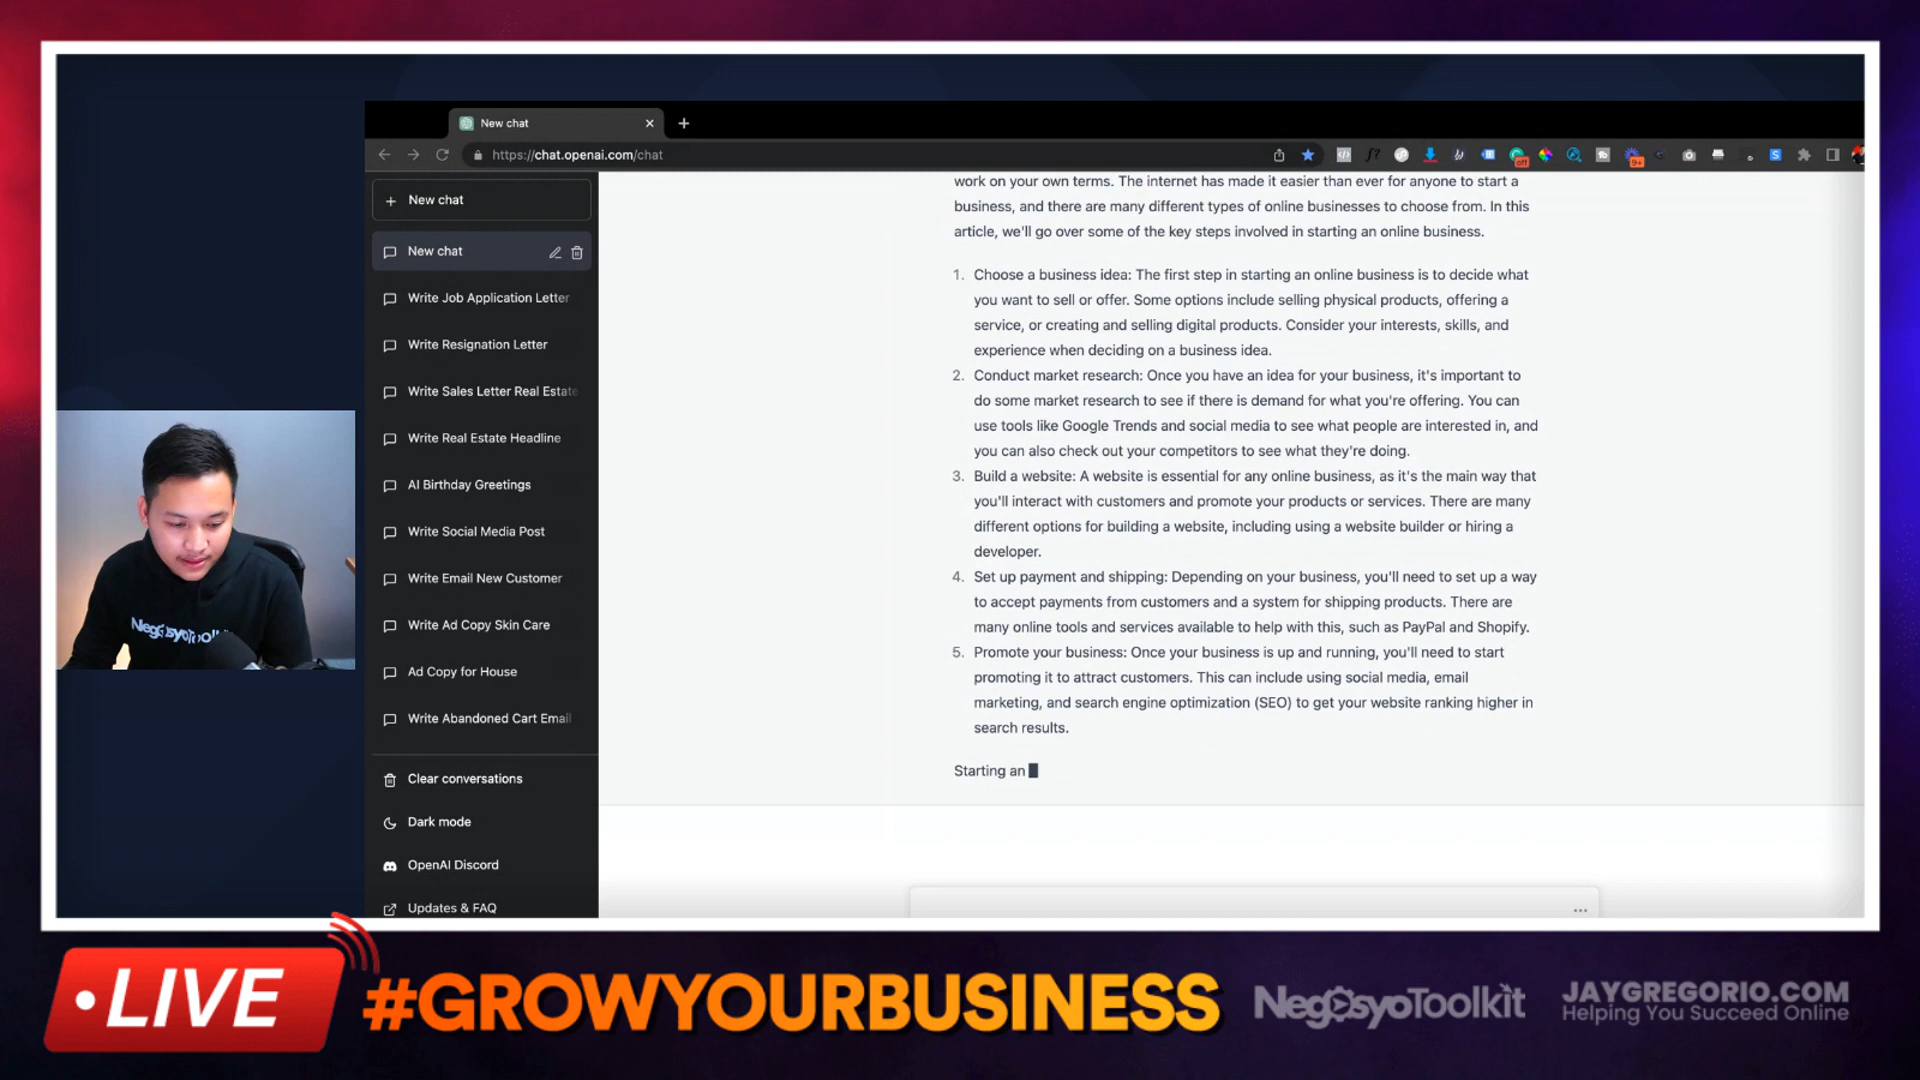 New chat
https://chat.openai.com/chat
off
9+
New chat
New chat
Write Job Application Letter
Write Resignation Letter
Write Sales Letter Real Estate
Write Real Estate Headline
AI Birthday Greetings
Write Social Media Post
Write Email New Customer
Write Ad Copy Skin Care
Ad Copy for House
Write Abandoned Cart Email
Clear conversations
Dark mode
OpenAI Discord
Updates & FAQ
work on your own terms. The internet has made it easier than ever for anyone to start a
business, and there are many different types of online businesses to choose from. In this
article, we'll go over some of the key steps involved in starting an online business.
1. Choose a business idea: The first step in starting an online business is to decide what
you want to sell or offer. Some options include selling physical products, offering a
service, or creating and selling digital products. Consider your interests, skills, and
experience when deciding on a business idea.
2. Conduct market research: Once you have an idea for your business, it's important to
do some market research to see if there is demand for what you're offering. You can
use tools like Google Trends and social media to see what people are interested in, and
you can also check out your competitors to see what they're doing.
3. Build a website: A website is essential for any online business, as it's the main way that
you'll interact with customers and promote your products or services. There are many
different options for building a website, including using a website builder or hiring a
developer.
4. Set up payment and shipping: Depending on your business, you'll need to set up a way
to accept payments from customers and a system for shipping products. There are
many online tools and services available to help with this, such as PayPal and Shopify.
5. Promote your business: Once your business is up and running, you'll need to start
promoting it to attract customers. This can include using social media, email
marketing, and search engine optimization (SEO) to get your website ranking higher in
search results.
Starting an
NegosyoToolkit
LIVE
#GROWYOURBUSINESS
NegosyoToolkit
JAYGREGORIO.COM
Helping You Succeed Online